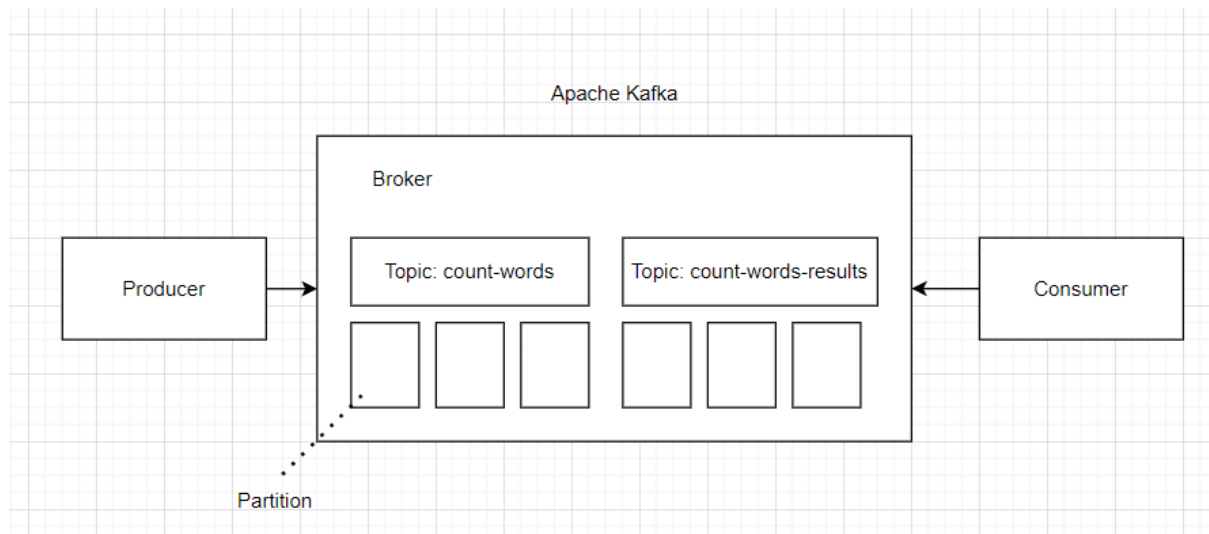 Apache Kafka
Broker
Producer
Topic: count-words
Topic: count-words-results
Consumer
Partition